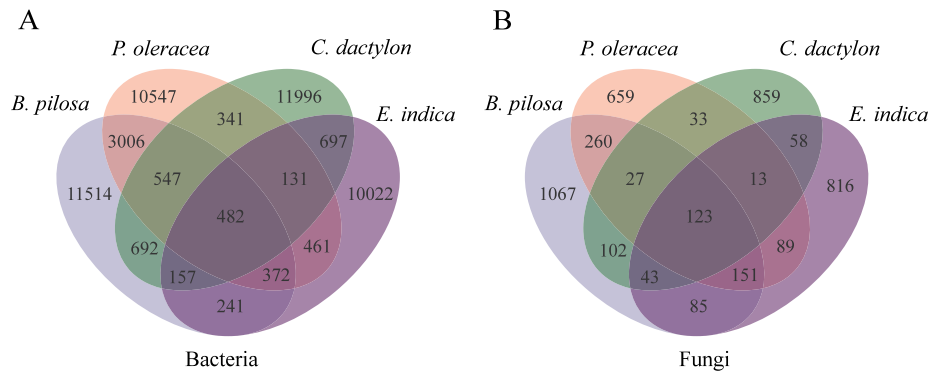 A
P. oleracea
C. dactylon
B. pilosa
E. indica
10547
11996
341
3006
697
547
131
11514
10022
482
692
461
157
372
241
Bacteria
B
P. oleracea
C. dactylon
B. pilosa
E. indica
659
859
33
260
58
27
13
1067
816
123
102
89
43
151
85
Fungi